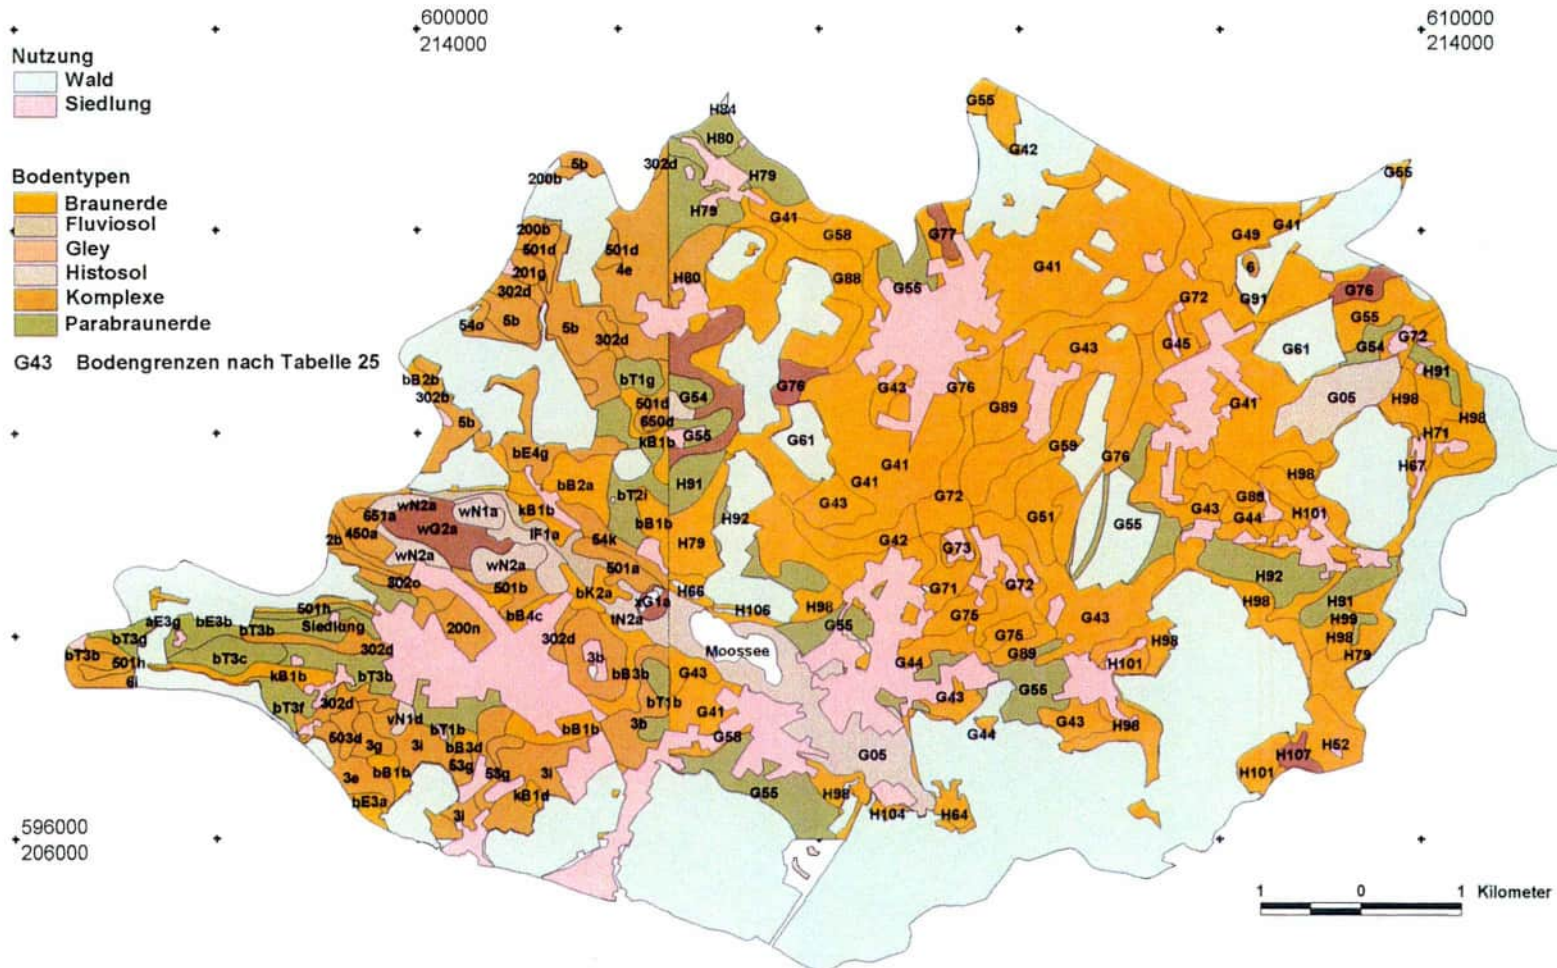 600000
214000
610000
214000
Nutzung
Wald
Siedlung
Bodentypen
Braunerde
Fluviosol
Gley
Histosol
Komplexe
Parabraunerde
G43 Bodengrenzen nach Tabelle 25
H84
H80
G55
G42
5b
302d
200b
H79
G55
H79
G41
G58
G77
G49
G41
200b
501d
501d
201g
4e
302d
H80
G88
G55
G41
6
G91
G72
G76
54o
5b
5b
302d
G55
G45
G43
G61
G54
G72
bB2b
302b
bT1g
501d
G54
G76
G43
G76
G89
G41
G05
H91
H98
5b
650d
kB1b
G55
G61
G59
G76
H98
H71
bE4g
G41
H67
bB2a
bT2i
H91
G41
G72
H98
wN2a
wN1a
kB1b
G43
G43
G89
651a
450a
wG2a
lF1a
bB1b
H92
G51
G55
G44
H101
2b
54k
H79
G42
G73
wN2a
wN2a
501a
302o
501b
bK2a
xG1a
H66
G71
G72
H92
bB4c
tN2a
H106
H98
H98
H91
501h
aE3g
bE3b
bT3b
Siedlung
200n
302d
G55
G75
G43
H99
bT3g
bT3b
501h
bT3c
302d
3b
Moossee
G75
H98
H98
6i
kB1b
bT3b
bB3b
G43
G44
G89
H101
H79
bT3f
302d
vN1d
bT1b
G43
G55
bT1b
G41
3b
bB1b
G58
G44
G43
H98
503d
3g
3i
bB3d
G05
H107
H52
3e
bB1b
53g
53g
3i
G55
H98
H101
bE3a
kB1d
3i
H104
H64
596000
206000
1 0 1 Kilometer